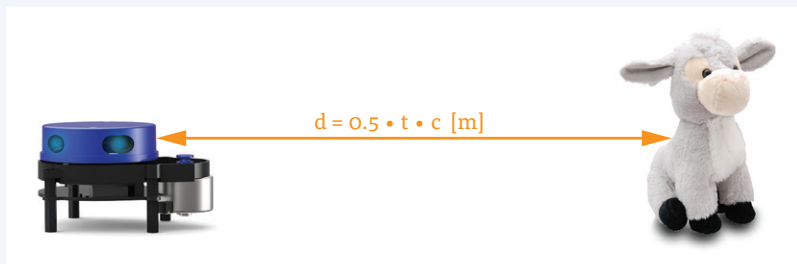 d = 0.5 • t • c [m]